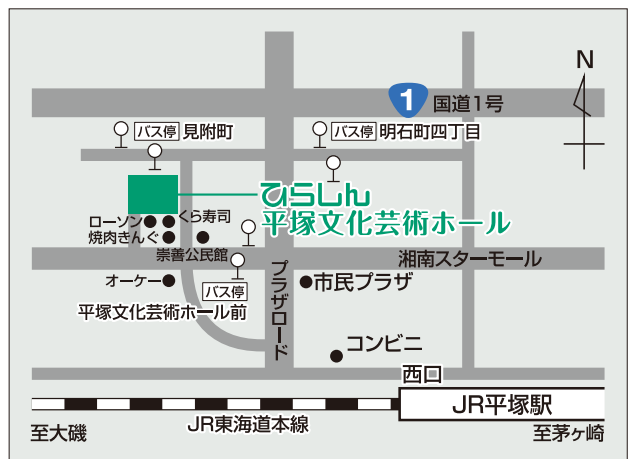 N
1
国道1号
バス停 見附町
バス停 明石町四丁目
ひらしん
平塚文化芸術ホール
ローソン
くら寿司
焼肉きんぐ
崇善公民館
湘南スターモール
オーケー
バス停
平塚文化芸術ホール前
プラザロード
市民プラザ
コンビニ
西口
JR平塚駅
JR東海道本線
至大磯
至茅ヶ崎